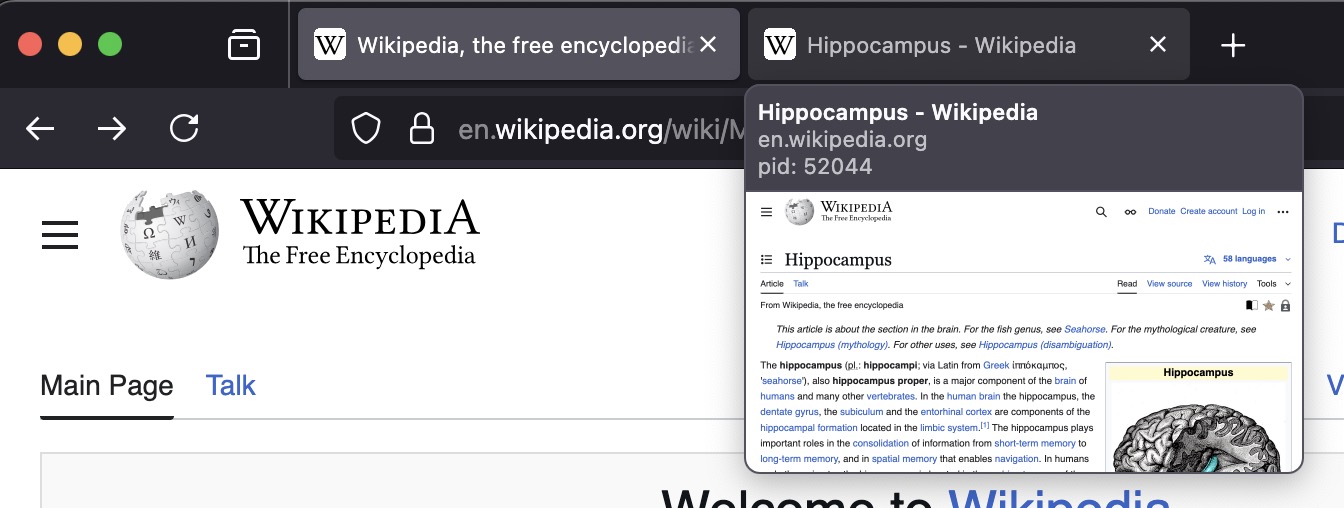 Wikipedia, the free encyclopedi
Hippocampus - Wikipedia
en.wikipedia.org/wiki/M
Hippocampus - Wikipedia
en.wikipedia.org
pid: 52044
WIKIPEDIA
The Free Encyclopedia
WIKIPEDIA
The Free Encyclopedia
Donate Create account Log in
Hippocampus
58 languages
Article Talk
Read View source View history Tools
From Wikipedia, the free encyclopedia
This article is about the section in the brain. For the fish genus, see Seahorse. For the mythological creature, see
Hippocampus (mythology). For other uses, see Hippocampus (disambiguation).
The hippocampus (pl.: hippocampi; via Latin from Greek ἱππόκαμπος,
'seahorse'), also hippocampus proper, is a major component of the brain of
humans and many other vertebrates. In the human brain the hippocampus, the
dentate gyrus, the subiculum and the entorhinal cortex are components of the
hippocampal formation located in the limbic system.[1] The hippocampus plays
important roles in the consolidation of information from short-term memory to
long-term memory, and in spatial memory that enables navigation. In humans
Hippocampus
Main Page Talk
Welcome to Wikipedia